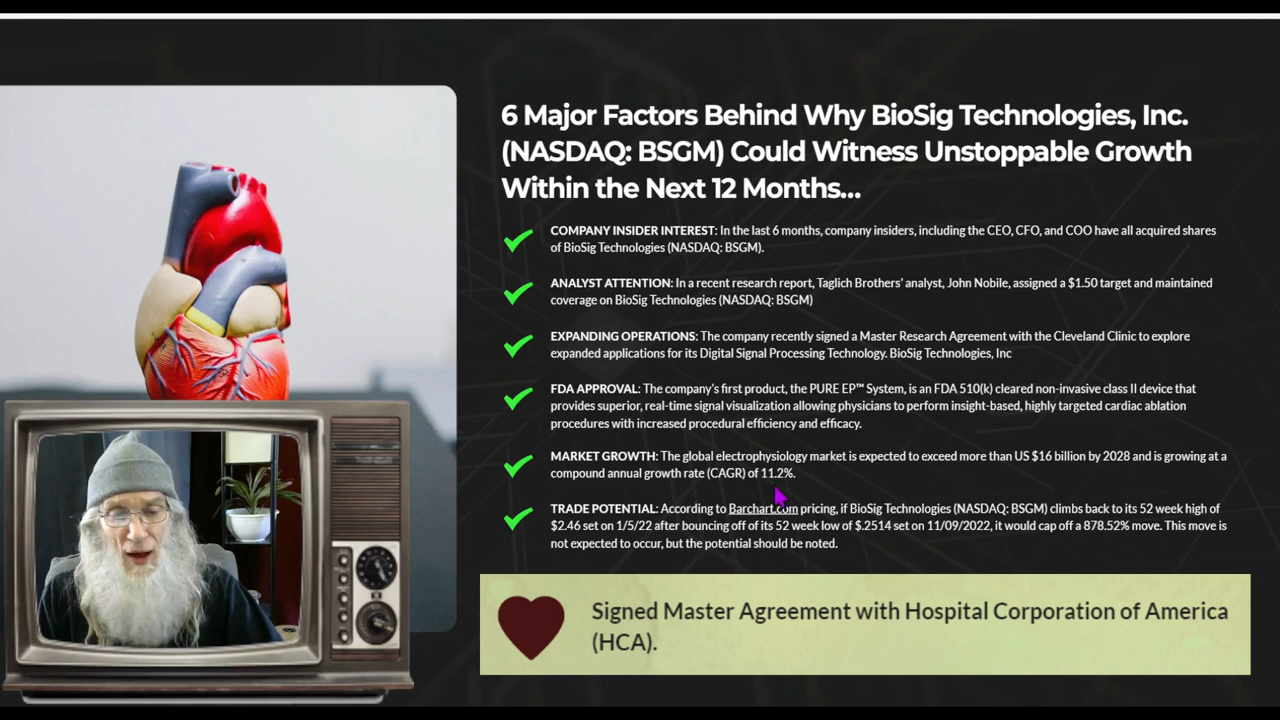 6 Major Factors Behind Why BioSig Technologies, Inc.
(NASDAQ: BSGM) Could Witness Unstoppable Growth
Within the Next 12 Months...
COMPANY INSIDER INTEREST: In the last 6 months, company insiders, including the CEO, CFO, and COO have all acquired shares
of BioSig Technologies (NASDAQ: BSGM).
ANALYST ATTENTION: In a recent research report, Taglich Brothers' analyst, John Nobile, assigned a $1.50 target and maintained
coverage on BioSig Technologies (NASDAQ: BSGM)
EXPANDING OPERATIONS: The company recently signed a Master Research Agreement with the Cleveland Clinic to explore
expanded applications for its Digital Signal Processing Technology. BioSig Technologies, Inc
FDA APPROVAL: The company's first product, the PURE EP™ System, is an FDA 510(k) cleared non-invasive class II device that
provides superior, real-time signal visualization allowing physicians to perform insight-based, highly targeted cardiac ablation
procedures with increased procedural efficiency and efficacy.
MARKET GROWTH: The global electrophysiology market is expected to exceed more than US $16 billion by 2028 and is growing at a
compound annual growth rate (CAGR) of 11.2%.
TRADE POTENTIAL: According to Barchart.com pricing, if BioSig Technologies (NASDAQ: BSGM) climbs back to its 52 week high of
$2.46 set on 1/5/22 after bouncing off of its 52 week low of $.2514 set on 11/09/2022, it would cap off a 878.52% move. This move is
not expected to occur, but the potential should be noted.
Signed Master Agreement with Hospital Corporation of America
(HCA).